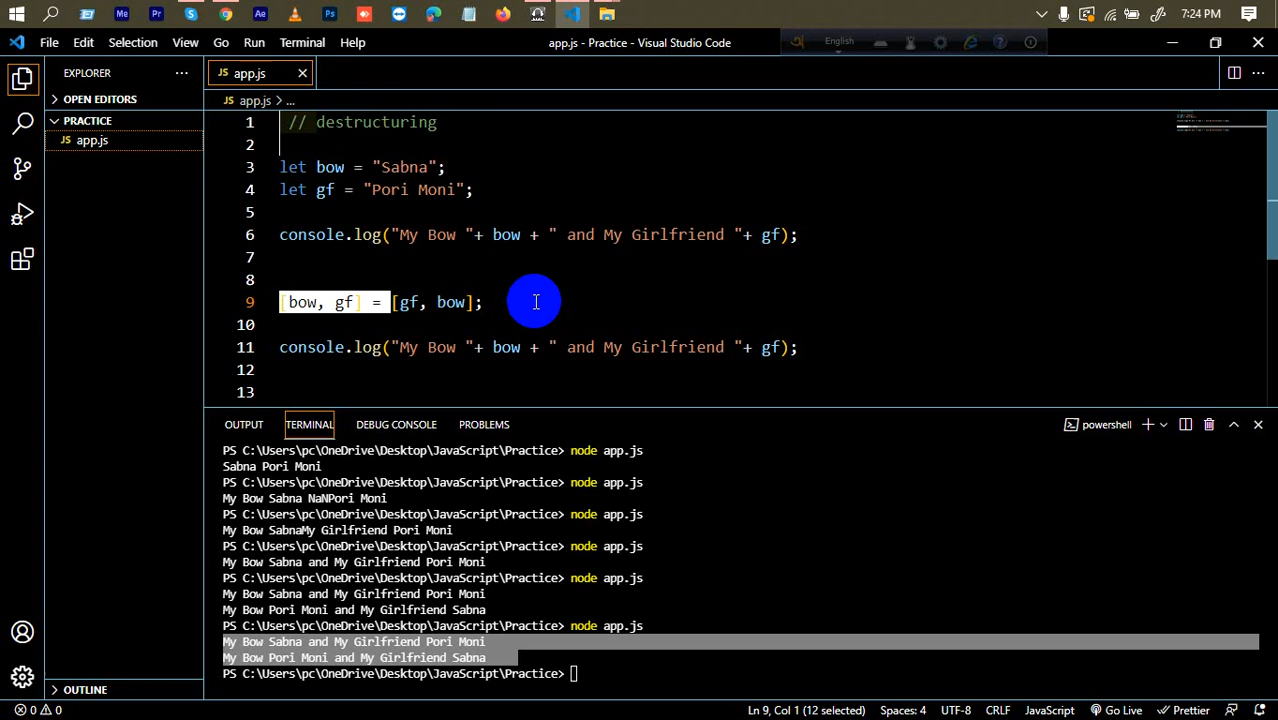 7:24 PM
File Edit Selection View Go Run Terminal Help
app.js - Practice - Visual Studio Code
English
EXPLORER
OPEN EDITORS
PRACTICE
JS app.js
OUTLINE
JS app.js
JS app.js > ...
1 // destructuring
2
3 let bow = "Sabna";
4 let gf = "Pori Moni";
5
6 console.log("My Bow "+ bow + " and My Girlfriend "+ gf);
7
8
9 [bow, gf] = [gf, bow];
10
11 console.log("My Bow "+ bow + " and My Girlfriend "+ gf);
12
13
OUTPUT TERMINAL DEBUG CONSOLE PROBLEMS
powershell
PS C:\Users\pc\OneDrive\Desktop\JavaScript\Practice> node app.js
Sabna Pori Moni
PS C:\Users\pc\OneDrive\Desktop\JavaScript\Practice> node app.js
My Bow Sabna NaNPori Moni
PS C:\Users\pc\OneDrive\Desktop\JavaScript\Practice> node app.js
My Bow SabnaMy Girlfriend Pori Moni
PS C:\Users\pc\OneDrive\Desktop\JavaScript\Practice> node app.js
My Bow Sabna and My Girlfriend Pori Moni
PS C:\Users\pc\OneDrive\Desktop\JavaScript\Practice> node app.js
My Bow Sabna and My Girlfriend Pori Moni
My Bow Pori Moni and My Girlfriend Sabna
PS C:\Users\pc\OneDrive\Desktop\JavaScript\Practice> node app.js
My Bow Sabna and My Girlfriend Pori Moni
My Bow Pori Moni and My Girlfriend Sabna
PS C:\Users\pc\OneDrive\Desktop\JavaScript\Practice>
0 0
Ln 9, Col 1 (12 selected) Spaces: 4 UTF-8 CRLF JavaScript Go Live Prettier